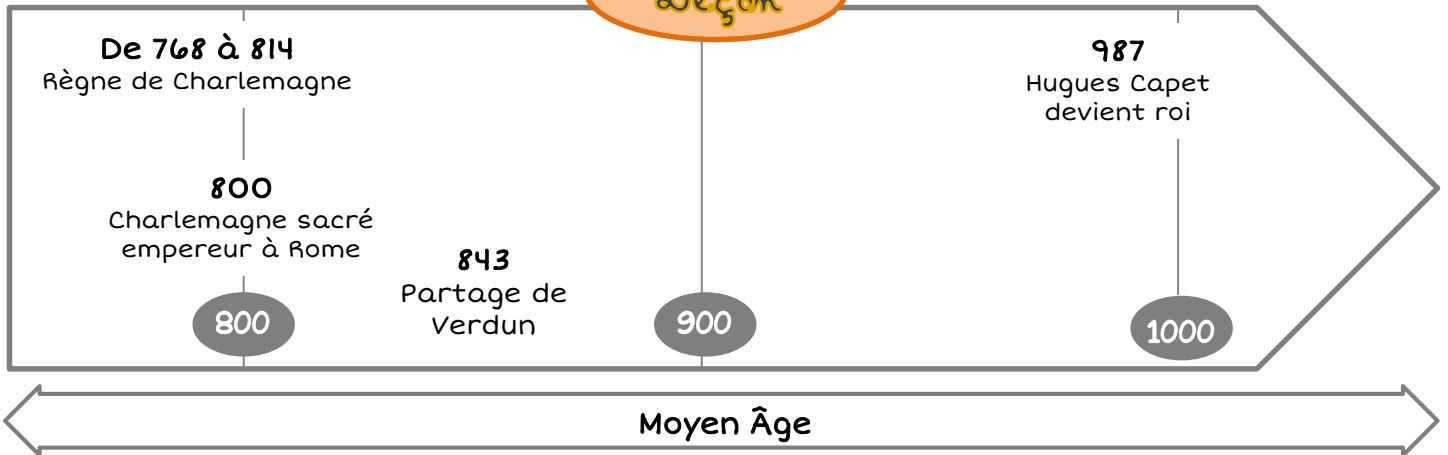 Leçon
De 768 à 814
Règne de Charlemagne
800
Charlemagne sacré
empereur à Rome
843
Partage de
Verdun
987
Hugues Capet
devient roi
800
900
1000
Moyen Âge